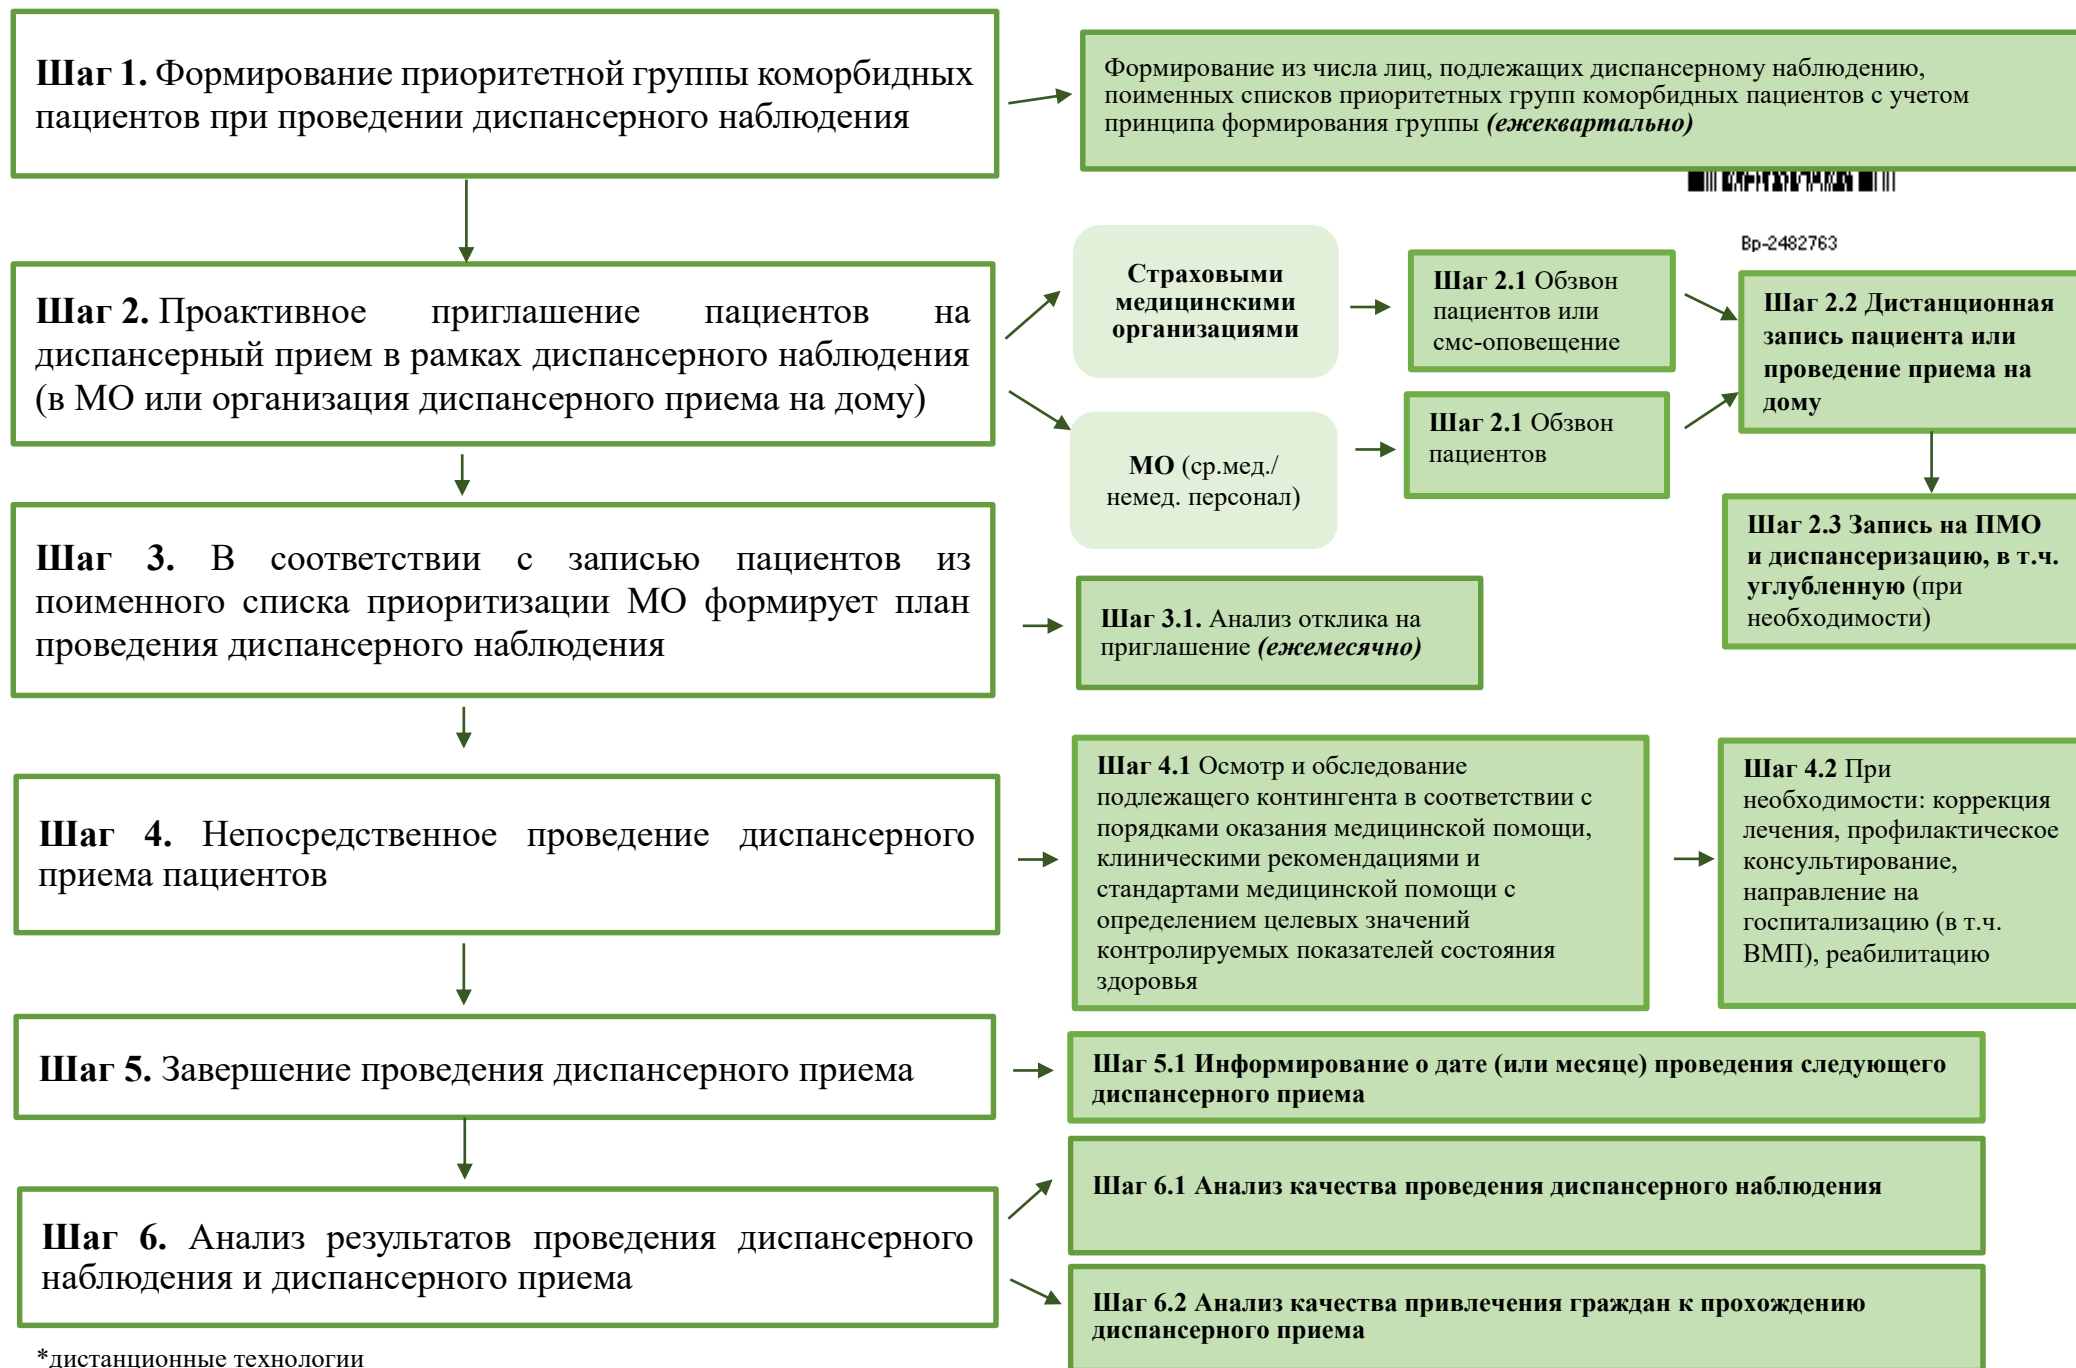 Шаг 1. Формирование приоритетной группы коморбидных
пациентов при проведении диспансерного наблюдения
Формирование из числа лиц, подлежащих диспансерному наблюдению,
поименных списков приоритетных групп коморбидных пациентов с учетом
принципа формирования группы (ежеквартально)
Вр-2482763
Шаг 2. Проактивное приглашение пациентов на
диспансерный прием в рамках диспансерного наблюдения
(в МО или организация диспансерного приема на дому)
Страховыми
медицинскими
организациями
Шаг 2.1 Обзвон
пациентов или
смс-оповещение
МО (ср.мед./
немед. персонал)
Шаг 2.1 Обзвон
пациентов
Шаг 2.2 Дистанционная
запись пациента или
проведение приема на
дому
Шаг 2.3 Запись на ПМО
и диспансеризацию, в т.ч.
углубленную (при
необходимости)
Шаг 3. В соответствии с записью пациентов из
поименного списка приоритизации МО формирует план
проведения диспансерного наблюдения
Шаг 3.1. Анализ отклика на
приглашение (ежемесячно)
Шаг 4. Непосредственное проведение диспансерного
приема пациентов
Шаг 4.1 Осмотр и обследование
подлежащего контингента в соответствии с
порядками оказания медицинской помощи,
клиническими рекомендациями и
стандартами медицинской помощи с
определением целевых значений
контролируемых показателей состояния
здоровья
Шаг 4.2 При
необходимости: коррекция
лечения, профилактическое
консультирование,
направление на
госпитализацию (в т.ч.
ВМП), реабилитацию
Шаг 5. Завершение проведения диспансерного приема
Шаг 5.1 Информирование о дате (или месяце) проведения следующего
диспансерного приема
Шаг 6. Анализ результатов проведения диспансерного
наблюдения и диспансерного приема
Шаг 6.1 Анализ качества проведения диспансерного наблюдения
Шаг 6.2 Анализ качества привлечения граждан к прохождению
диспансерного приема
*дистанционные технологии